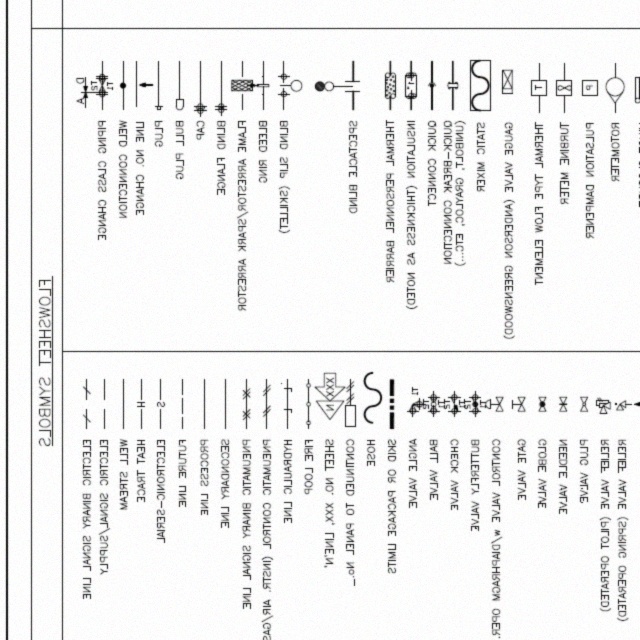 FLOWSHEET SYMBOLS
PIPING CLASS CHANGE
WELD CONNECTION
LINE NO. CHANGE
PLUG
BULL PLUG
CAP
BLIND FLANGE
FLAME ARRESTOR/SPARK ARRESTOR
BLEED RING
BLIND SLIP (SKILLET)
SPECTACLE BLIND
THERMAL PERSONNEL BARRIER
INSULATION (THICKNESS AS NOTED)
QUICK CONNECT
QUICK-BREAK CONNECTION
(UNIBOLT, GRAYLOC, ETC...)
STATIC MIXER
GAUGE VALVE (ANDERSON GREENSWOOD)
THERMAL TYPE FLOW ELEMENT
TURBINE METER
PULSATION DAMPENER
ROTOMETER
ELECTRIC BINARY SIGNAL LINE
ELECTRIC SIGNAL/SUPPLY
WELL STREAM
HEAT TRACE
ELECTRONIC-SERIAL
FUTURE LINE
PROCESS LINE
SECONDARY LINE
PNEUMATIC BINARY SIGNAL LINE
PNEUMATIC CONTROL (INSTR. AIR/GAS
HYDRAULIC LINE
FIRE LOOP
SHEET NO. XXX, LINE'N'.
CONTINUED TO PANEL NO.—
HOSE
SKID OR PACKAGE LIMITS
ANGLE VALVE
BALL VALVE
CHECK VALVE
BUTTERFLY VALVE
CONTROL VALVE W/DIAPHRAGM OPER.
GATE VALVE
GLOBE VALVE
NEEDLE VALVE
PLUG VALVE
RELIEF VALVE (PILOT OPERATED)
RELIEF VALVE (SPRING OPERATED)